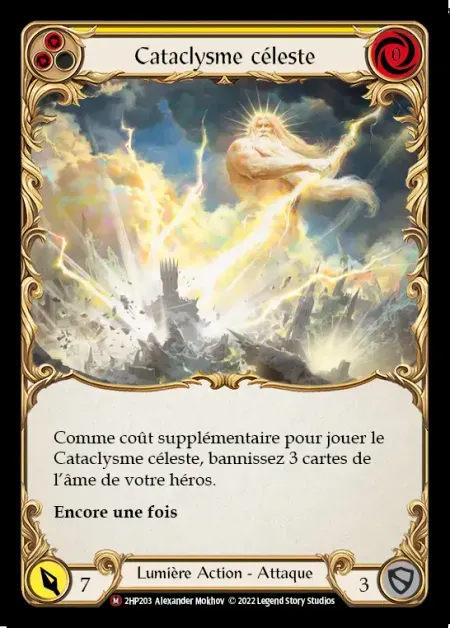 Cataclysme céleste
0
Comme coût supplémentaire pour jouer le
Cataclysme céleste, bannissez 3 cartes de
l'âme de votre héros.
Encore une fois
7
Lumière Action - Attaque
3
M 2HP203 Alexander Mokhov © 2022 Legend Story Studios